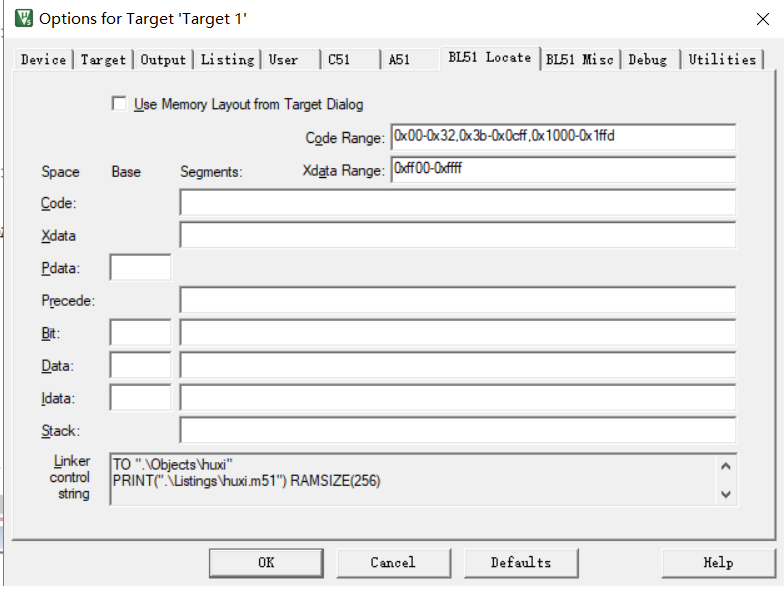 Options for Target 'Target 1'
Device Target Output Listing User C51 A51 BL51 Locate BL51 Misc Debug Utilities
Use Memory Layout from Target Dialog
Code Range: 0x00-0x32,0x3b-0x0cff,0x1000-0x1ffd
Space Base Segments: Xdata Range: 0xff00-0xffff
Code:
Xdata
Pdata:
Precede:
Bit:
Data:
Idata:
Stack:
Linker control string
TO ".\Objects\huxi"
PRINT(".\Listings\huxi.m51") RAMSIZE(256)
OK Cancel Defaults Help